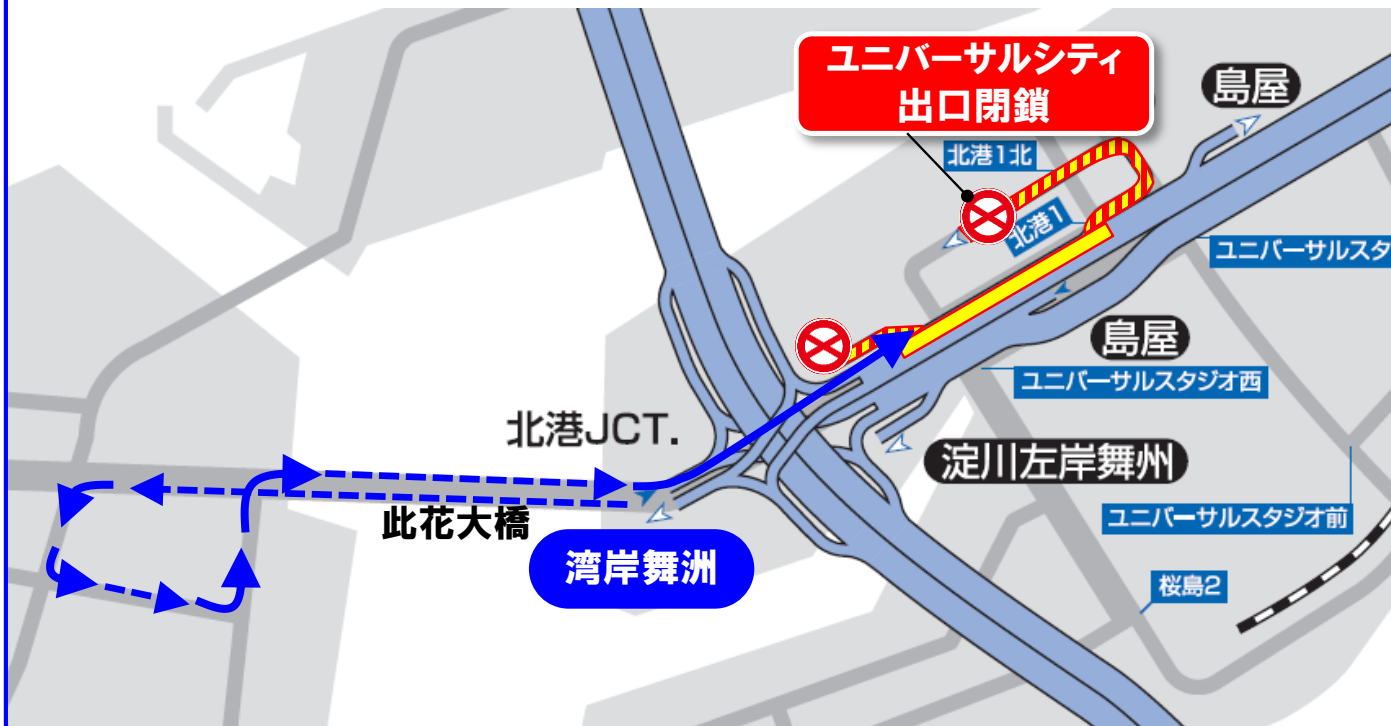 ユニバーサルシティ
出口閉鎖
島屋
北港1北
北港1
ユニバーサルスタ
島屋
ユニバーサルスタジオ西
北港JCT.
淀川左岸舞州
此花大橋
ユニバーサルスタジオ前
湾岸舞洲
桜島2